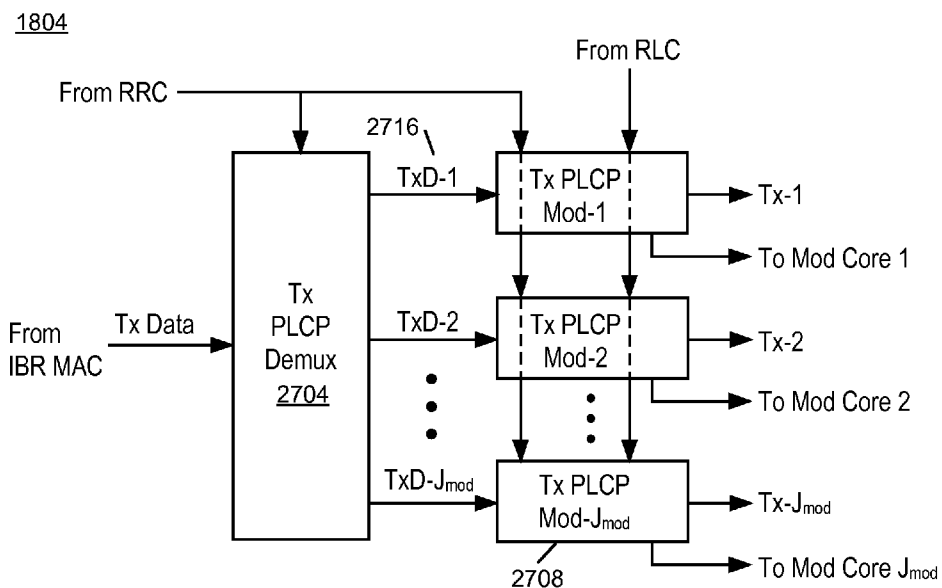 1804
From RLC
From RRC
2716
TxD-1
Tx PLCP
Mod-1
Tx-1
To Mod Core 1
From
IBR MAC
Tx Data
Tx
PLCP
Demux
2704
TxD-2
Tx PLCP
Mod-2
Tx-2
To Mod Core 2
TxD-Jmod
Tx PLCP
Mod-Jmod
Tx-Jmod
2708
To Mod Core Jmod